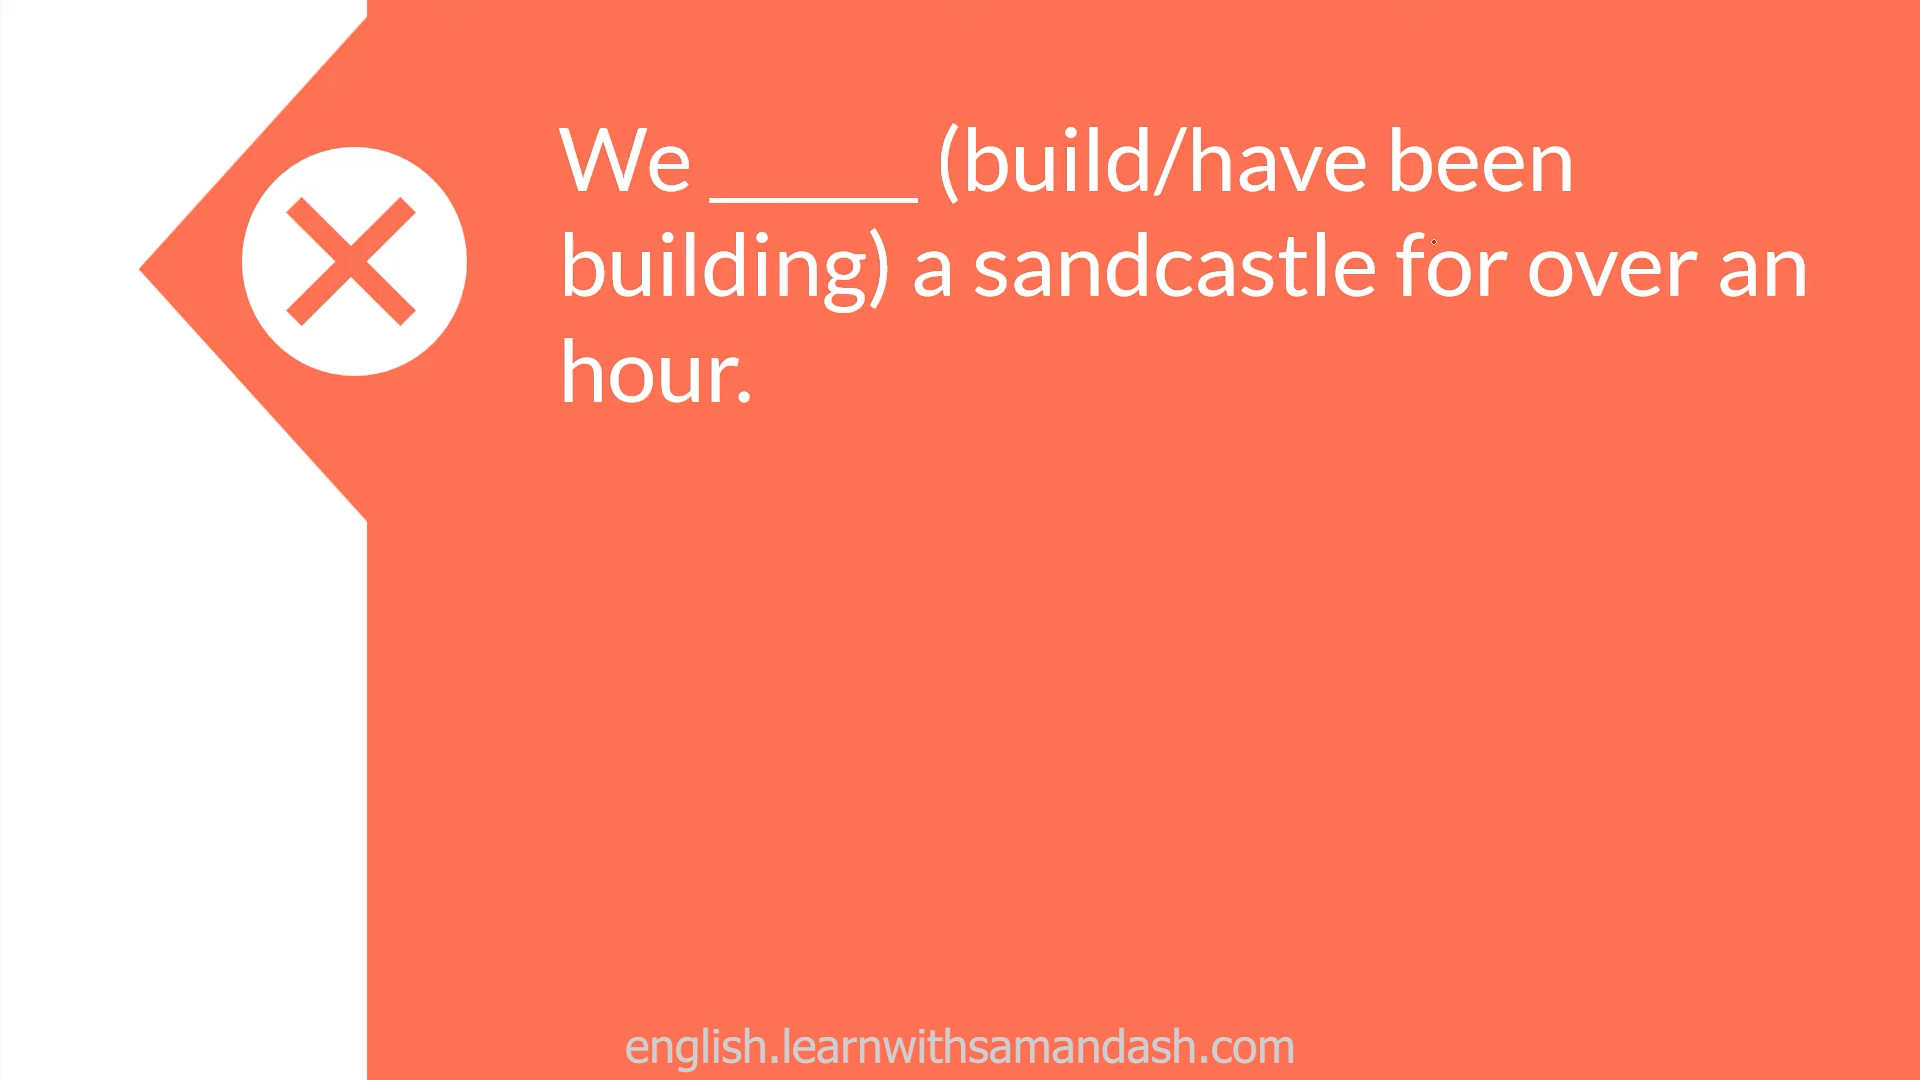 We _____ (build/have been
building) a sandcastle for over an
hour.
english.learnwithsamandash.com